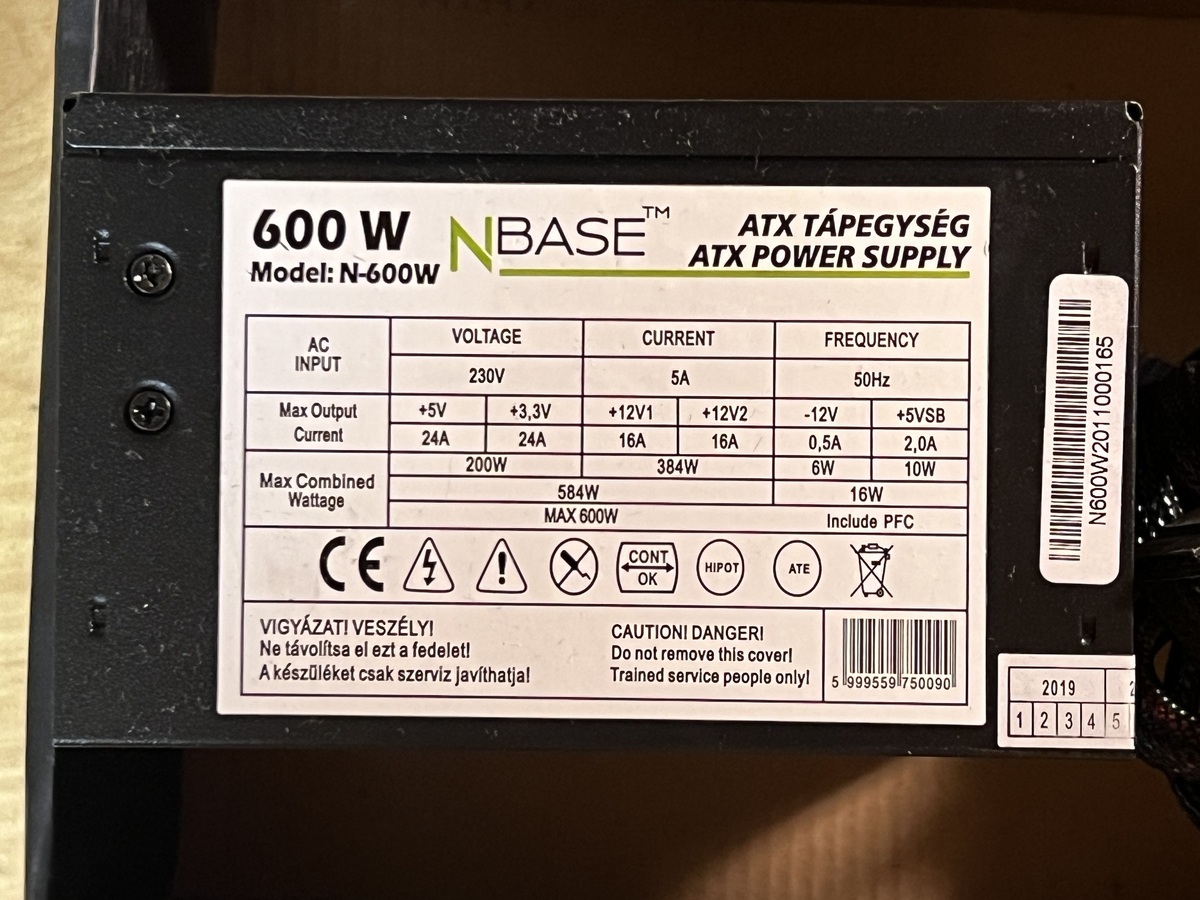 600 W
Model: N-600W
NBASE™
ATX TÁPEGYSÉG
ATX POWER SUPPLY
AC INPUT VOLTAGE CURRENT FREQUENCY
230V 5A 50Hz
Max Output Current +5V +3,3V +12V1 +12V2 -12V +5VSB
24A 24A 16A 16A 0,5A 2,0A
Max Combined Wattage 200W 384W 6W 10W
584W 16W
MAX 600W Include PFC
CE
CONT
OK
HIPOT
ATE
VIGYÁZAT! VESZÉLY!
Ne távolítsa el ezt a fedelet!
A készüléket csak szerviz javíthatja!
CAUTION! DANGER!
Do not remove this cover!
Trained service people only!
5 999559 750090
N600W2011000165
2019 2
1 2 3 4 5